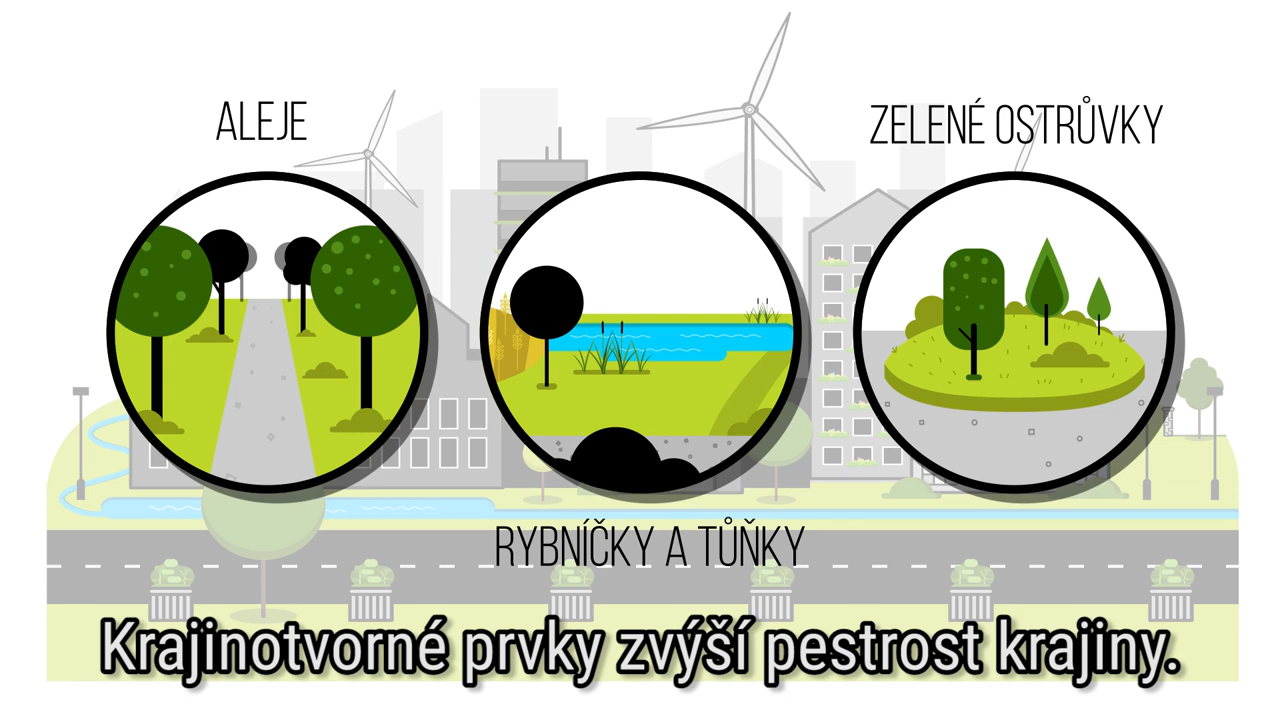 ALEJE
ZELENÉ OSTRŮVKY
RYBNÍČKY A TŮŇKY
Krajinotvorné prvky zvýší pestrost krajiny.